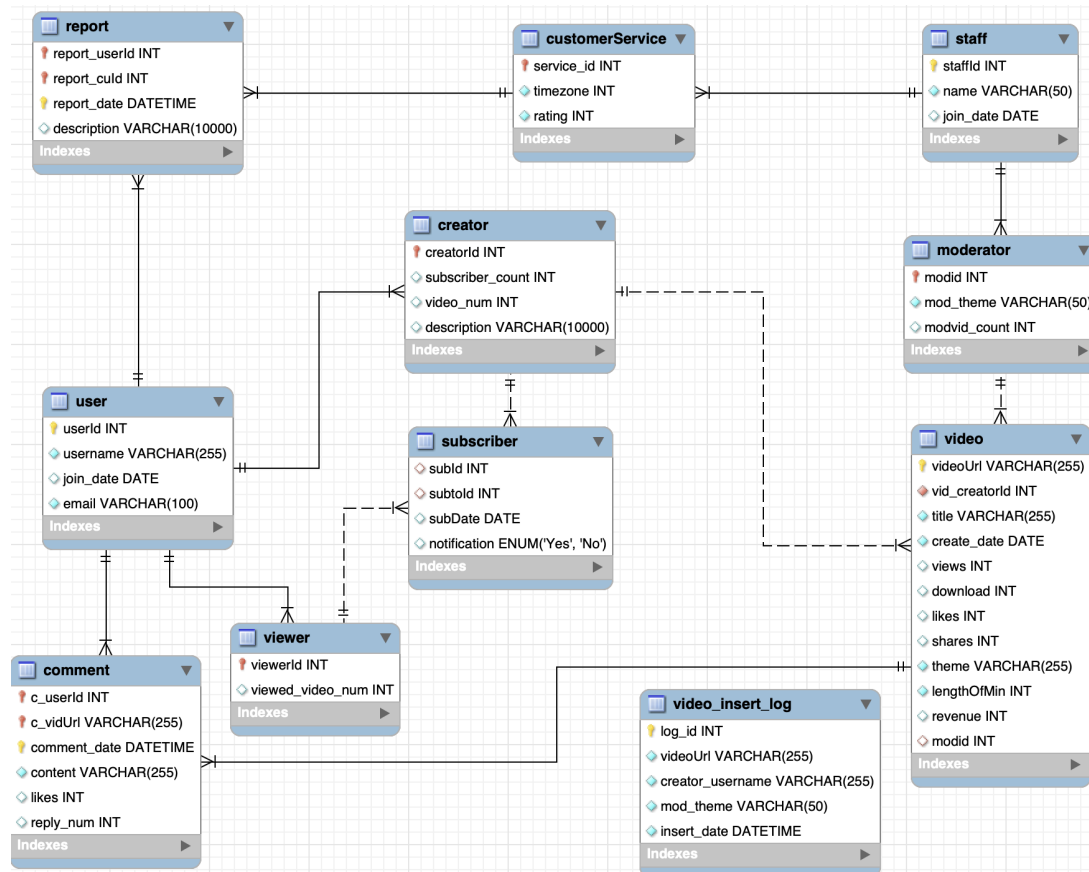 report
report_userId INT
report_cuId INT
report_date DATETIME
description VARCHAR(10000)
Indexes
customerService
service_id INT
timezone INT
rating INT
Indexes
staff
staffId INT
name VARCHAR(50)
join_date DATE
Indexes
creator
creatorId INT
subscriber_count INT
video_num INT
description VARCHAR(10000)
Indexes
moderator
modid INT
mod_theme VARCHAR(50)
modvid_count INT
Indexes
user
userId INT
username VARCHAR(255)
join_date DATE
email VARCHAR(100)
Indexes
subscriber
subId INT
subtoId INT
subDate DATE
notification ENUM('Yes', 'No')
Indexes
video
videoUrl VARCHAR(255)
vid_creatorId INT
title VARCHAR(255)
create_date DATE
views INT
download INT
likes INT
shares INT
theme VARCHAR(255)
lengthOfMin INT
revenue INT
modid INT
Indexes
viewer
viewerId INT
viewed_video_num INT
Indexes
comment
c_userId INT
c_vidUrl VARCHAR(255)
comment_date DATETIME
content VARCHAR(255)
likes INT
reply_num INT
Indexes
video_insert_log
log_id INT
videoUrl VARCHAR(255)
creator_username VARCHAR(255)
mod_theme VARCHAR(50)
insert_date DATETIME
Indexes